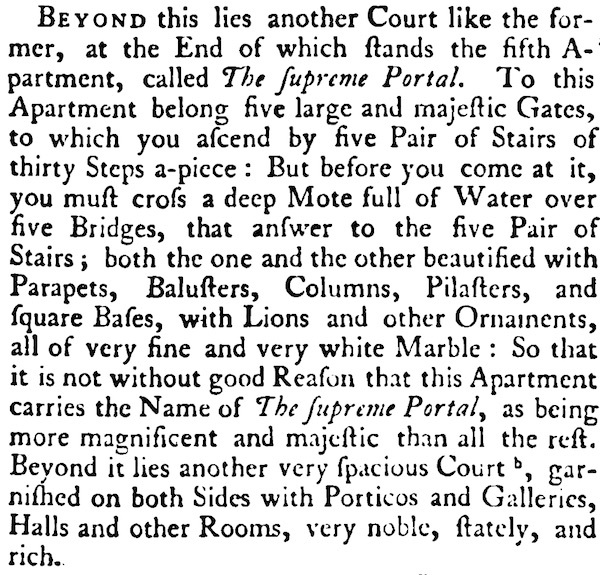 BEYOND this lies another Court like the for-
mer, at the End of which ſtands the fifth A-
partment, called The ſupreme Portal. To this
Apartment belong five large and majeſtic Gates,
to which you aſcend by five Pair of Stairs of
thirty Steps a-piece: But before you come at it,
you muſt croſs a deep Mote full of Water over
five Bridges, that anſwer to the five Pair of
Stairs; both the one and the other beautified with
Parapets, Baluſters, Columns, Pilaſters, and
ſquare Baſes, with Lions and other Ornaments,
all of very fine and very white Marble: So that
it is not without good Reaſon that this Apartment
carries the Name of The ſupreme Portal, as being
more magnificent and majeſtic than all the reſt.
Beyond it lies another very ſpacious Court ᵇ, gar-
niſhed on both Sides with Porticos and Galleries,
Halls and other Rooms, very noble, ſtately, and
rich.